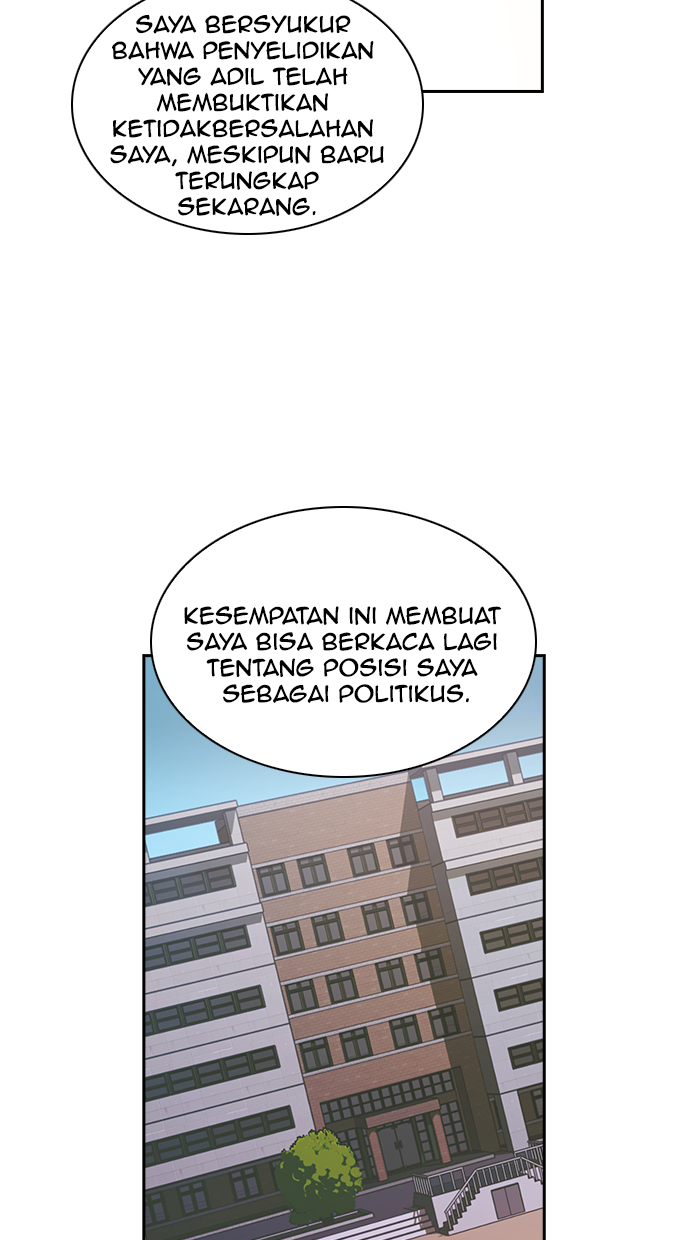 SAYA BERSYUKUR
BAHWA PENYELIDIKAN
YANG ADIL TELAH
MEMBUKTIKAN
KETIDAKBERSALAHAN
SAYA, MESKIPUN BARU
TERUNGKAP
SEKARANG.
KESEMPATAN INI MEMBUAT
SAYA BISA BERKACA LAGI
TENTANG POSISI SAYA
SEBAGAI POLITIKUS.